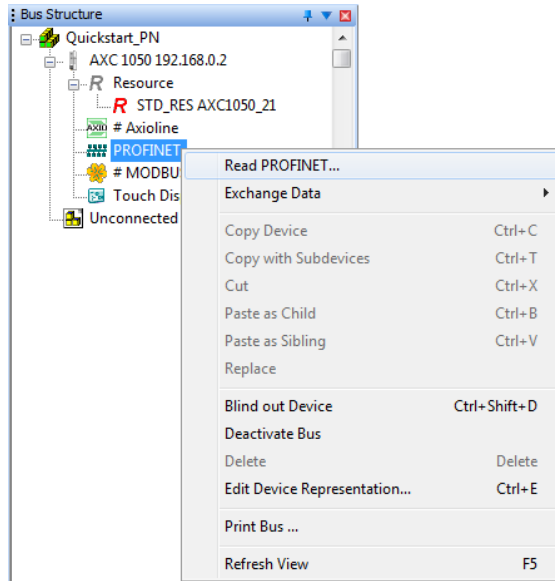 Bus Structure
Quickstart_PN
AXC 1050 192.168.0.2
R Resource
R STD_RES AXC1050_21
AXIO # Axioline
PROFINET
# MODBU
Touch Dis
Unconnected
Read PROFINET...
Exchange Data
Copy Device Ctrl+C
Copy with Subdevices Ctrl+T
Cut Ctrl+X
Paste as Child Ctrl+B
Paste as Sibling Ctrl+V
Replace
Blind out Device Ctrl+Shift+D
Deactivate Bus
Delete Delete
Edit Device Representation... Ctrl+E
Print Bus ...
Refresh View F5